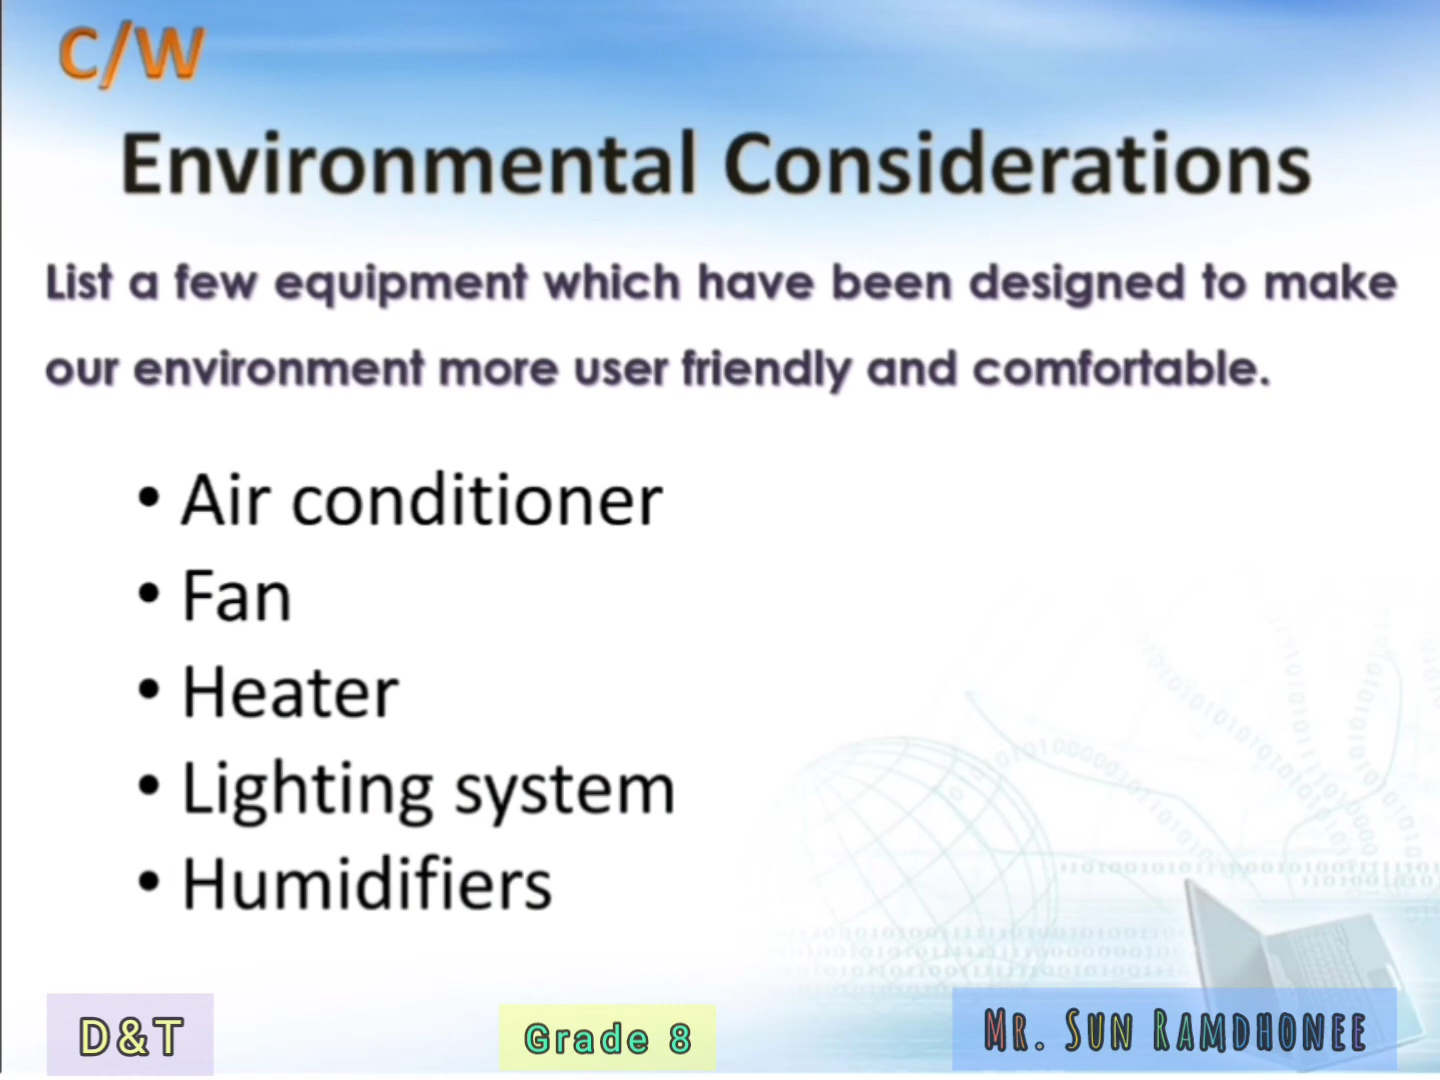 C/W
Environmental Considerations
List a few equipment which have been designed to make
our environment more user friendly and comfortable.
• Air conditioner
• Fan
• Heater
• Lighting system
• Humidifiers
D&T
Grade 8
Mr. Sun Ramdhonee